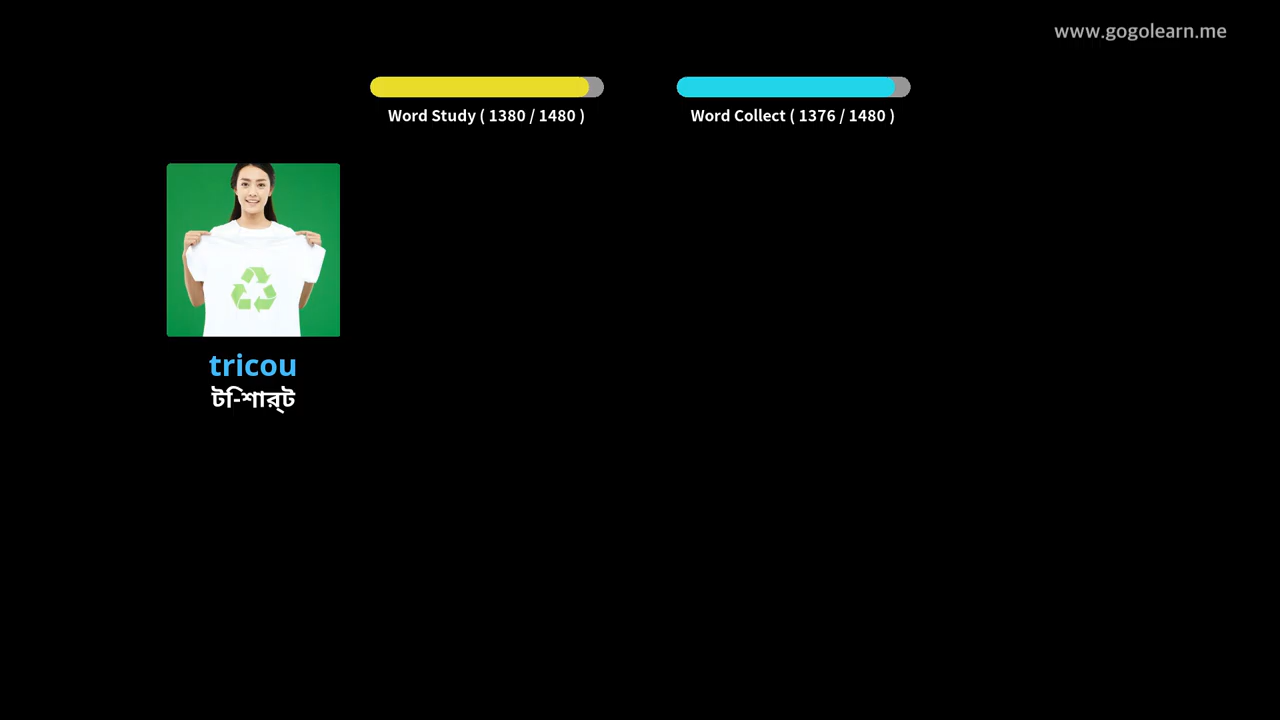 www.gogolearn.me
Word Study ( 1380 / 1480 )
Word Collect ( 1376 / 1480 )
tricou
টি-শার্ট